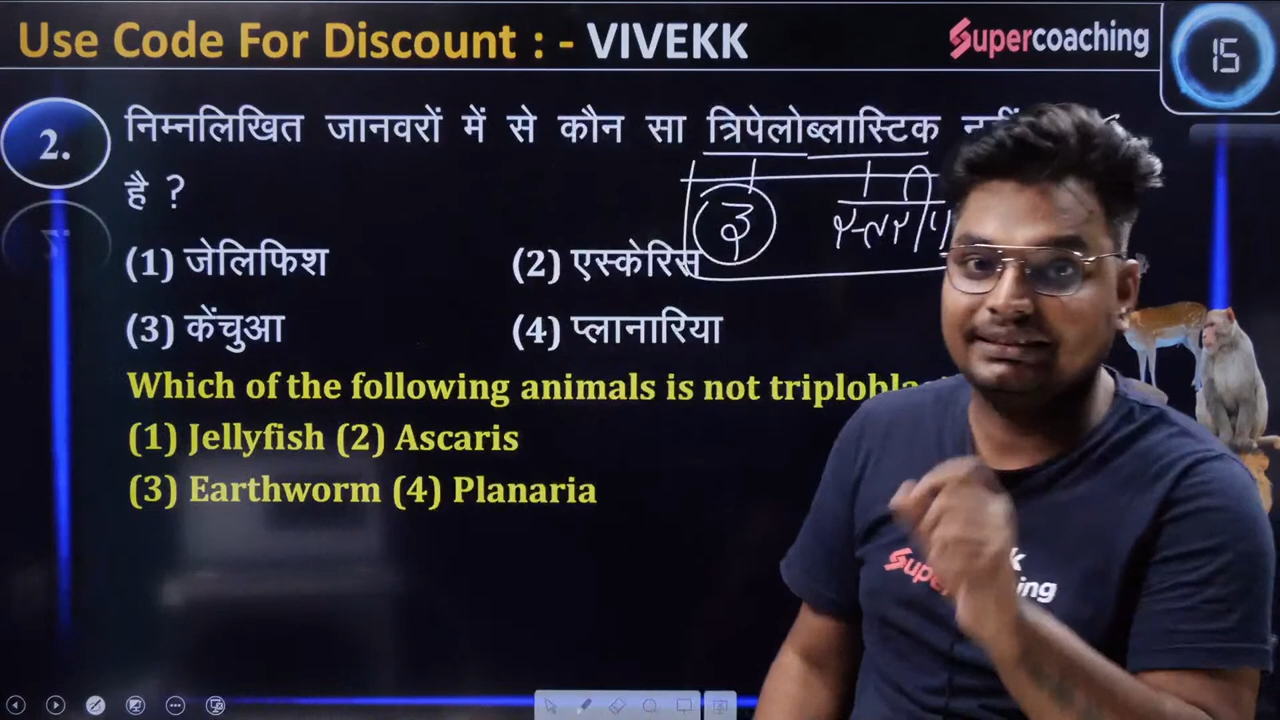 Use Code For Discount : - VIVEKK
Supercoaching
15
2.
निम्नलिखित जानवरों में से कौन सा त्रिपेलोब्लास्टिक
है ?
३
(1) जेलिफिश (2) एस्केरिस
(3) केंचुआ (4) प्लानारिया
Which of the following animals is not
(1) Jellyfish (2) Ascaris
(3) Earthworm (4) Planaria